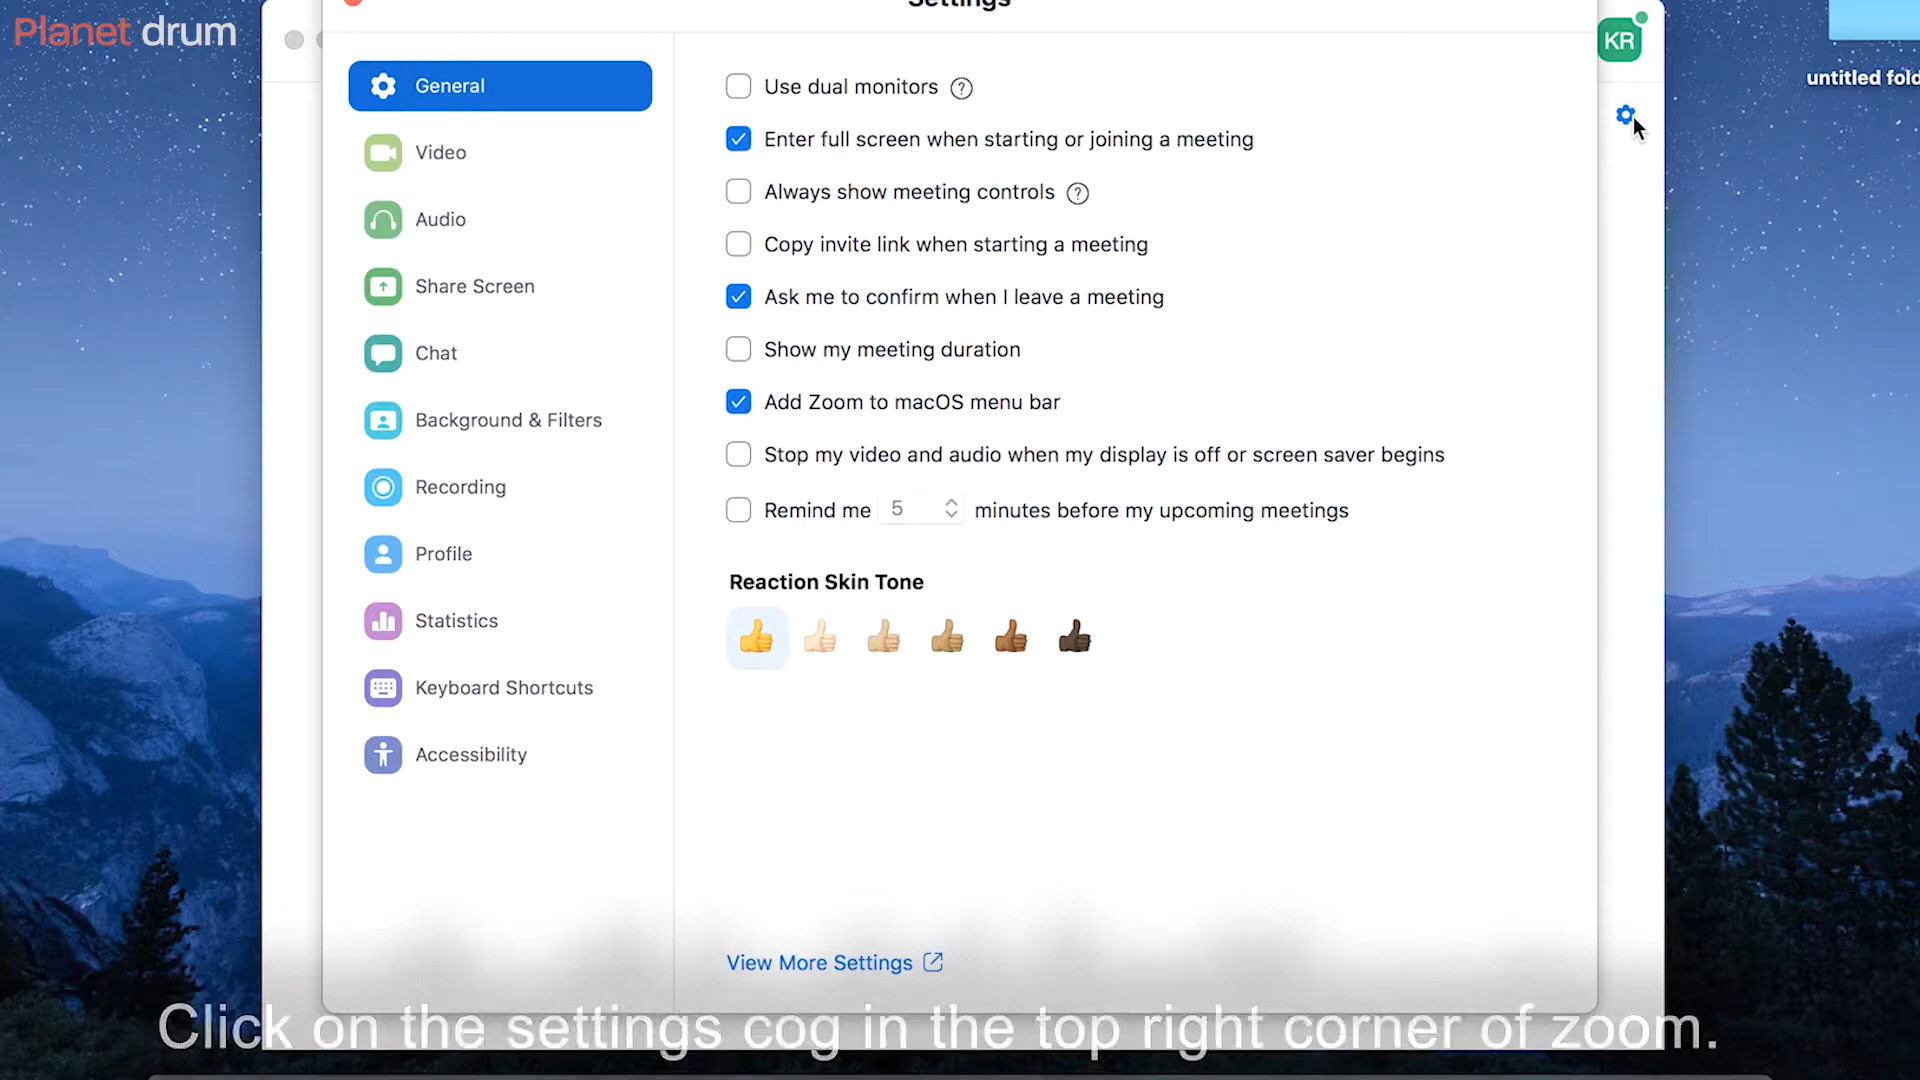 Planet drum
Settings
KR
untitled fold
General
Video
Audio
Share Screen
Chat
Background & Filters
Recording
Profile
Statistics
Keyboard Shortcuts
Accessibility
Use dual monitors ?
Enter full screen when starting or joining a meeting
Always show meeting controls ?
Copy invite link when starting a meeting
Ask me to confirm when I leave a meeting
Show my meeting duration
Add Zoom to macOS menu bar
Stop my video and audio when my display is off or screen saver begins
Remind me 5 minutes before my upcoming meetings
Reaction Skin Tone
View More Settings
Click on the settings cog in the top right corner of zoom.